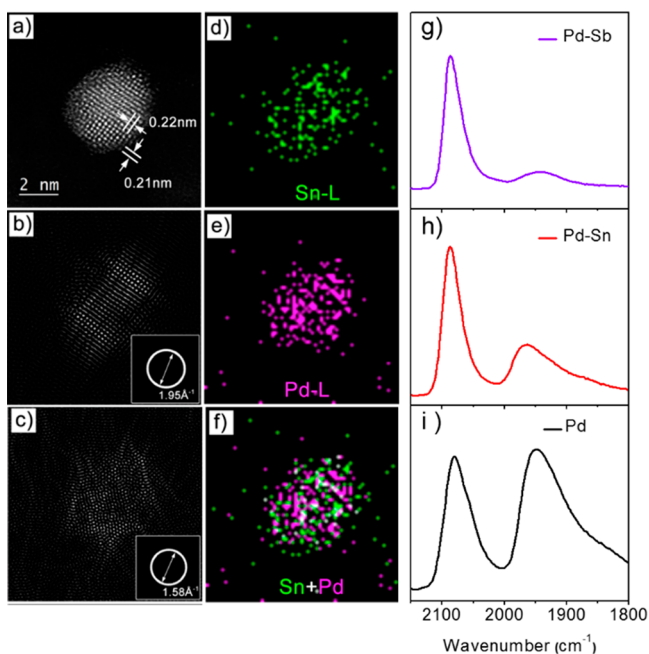 a)
0.22nm
0.21nm
2 nm
b)
1.95Å⁻¹
c)
1.58Å⁻¹
d)
Sn-L
e)
Pd-L
f)
Sn+Pd
g)
Pd-Sb
h)
Pd-Sn
i)
Pd
2100 2000 1900 1800
Wavenumber (cm⁻¹)